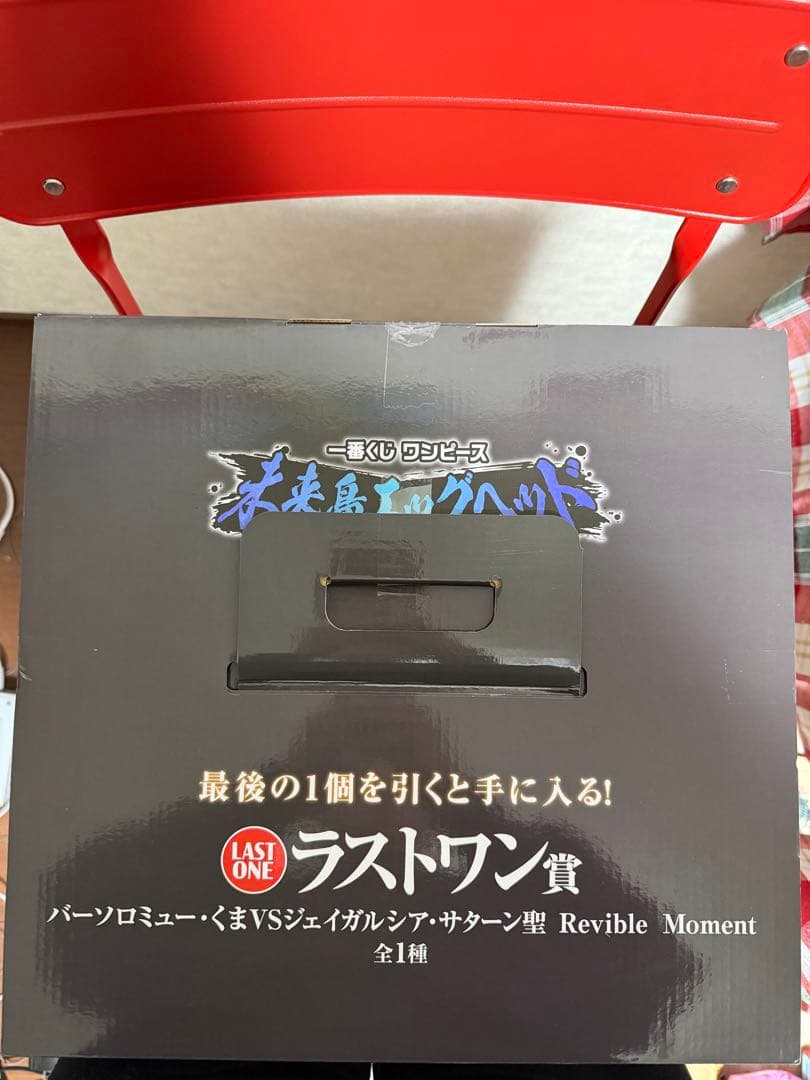 一番くじ ワンピース
未来島エッグヘッド
最後の1個を引くと手に入る!
LAST ONE ラストワン賞
バーソロミュー・くまVSジェイガルシア・サターン聖 Revible Moment
全1種